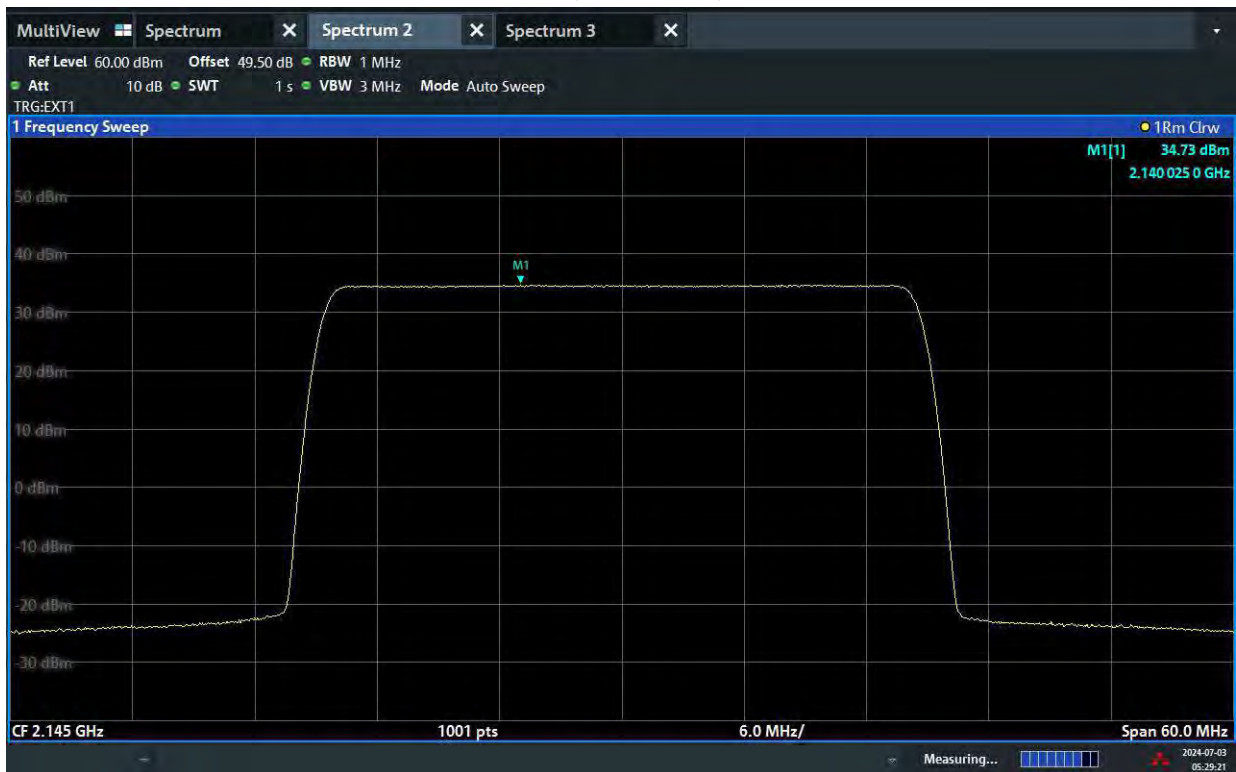 MultiView Spectrum X Spectrum 2 X Spectrum 3 X
Ref Level 60.00 dBm Offset 49.50 dB RBW 1 MHz
Att 10 dB SWT 1 s VBW 3 MHz Mode Auto Sweep
TRG:EXT1
1 Frequency Sweep 1Rm Clrw
M1[1] 34.73 dBm
2.140 025 0 GHz
50 dBm
40 dBm
M1
30 dBm
20 dBm
10 dBm
0 dBm
-10 dBm
-20 dBm
-30 dBm
CF 2.145 GHz 1001 pts 6.0 MHz/ Span 60.0 MHz
Measuring... 2024-07-03
05:29:21